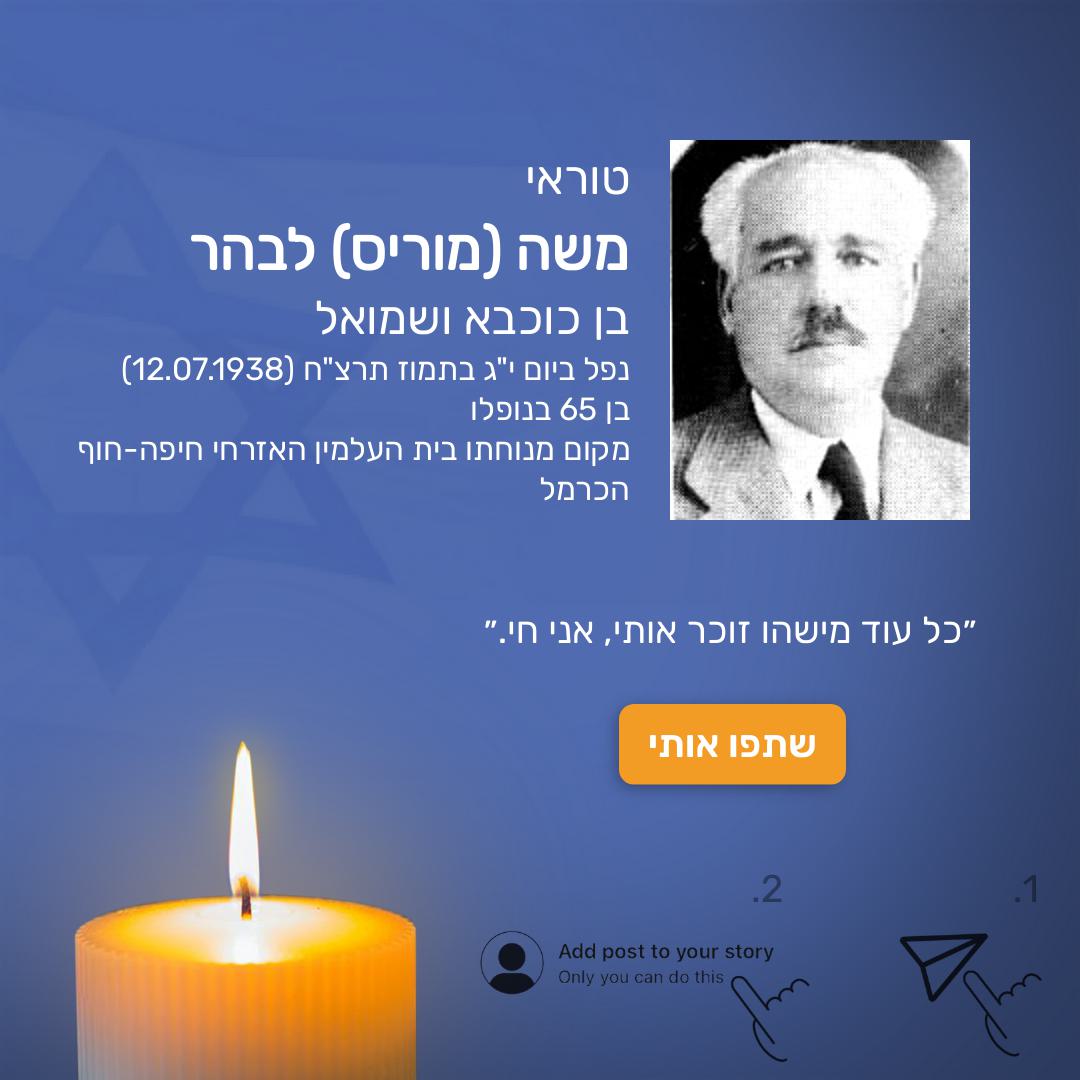 טוראי
משה (מוריס) לבהר
בן כוכבא ושמואל
נפל ביום י"ג בתמוז תרצ"ח (12.07.1938)
בן 65 בנופלו
מקום מנוחתו בית העלמין האזרחי חיפה-חוף
הכרמל
״כל עוד מישהו זוכר אותי, אני חי.״
שתפו אותי
1.
2.
Add post to your story
Only you can do this